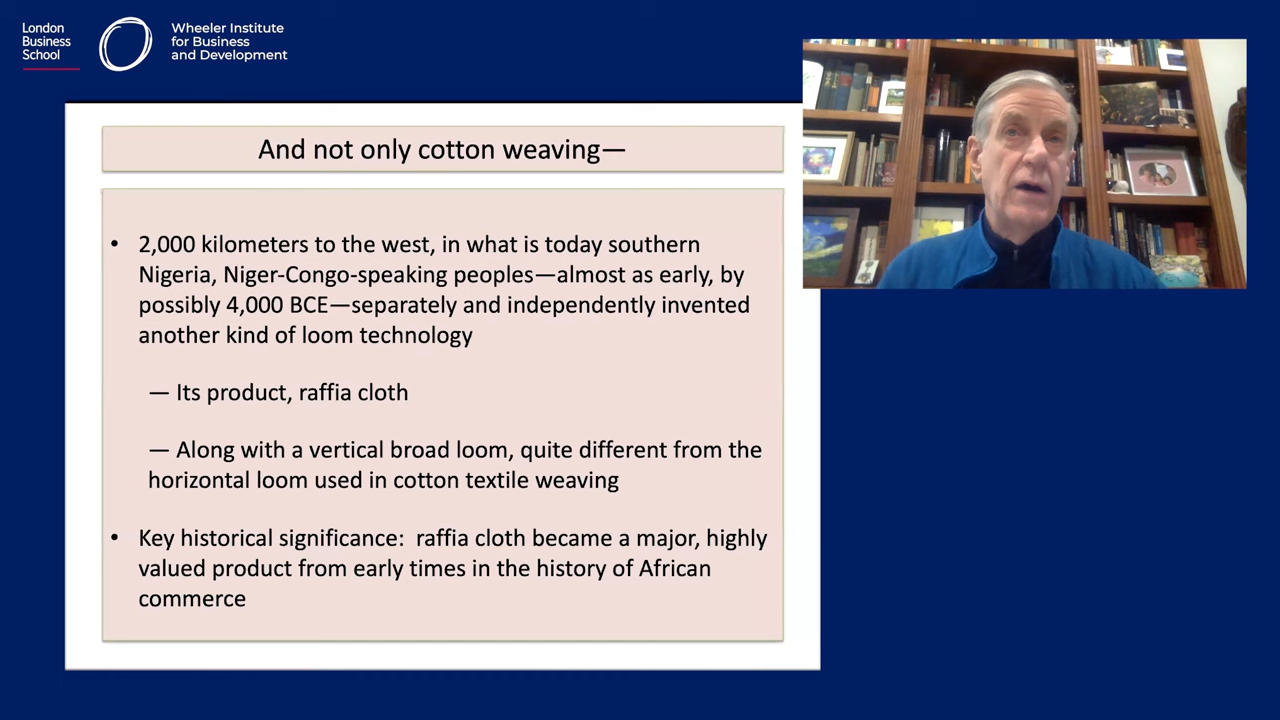 London
Business
School
Wheeler Institute
for Business
and Development
And not only cotton weaving—
• 2,000 kilometers to the west, in what is today southern
Nigeria, Niger-Congo-speaking peoples—almost as early, by
possibly 4,000 BCE—separately and independently invented
another kind of loom technology
— Its product, raffia cloth
— Along with a vertical broad loom, quite different from the
horizontal loom used in cotton textile weaving
• Key historical significance:  raffia cloth became a major, highly
valued product from early times in the history of African
commerce